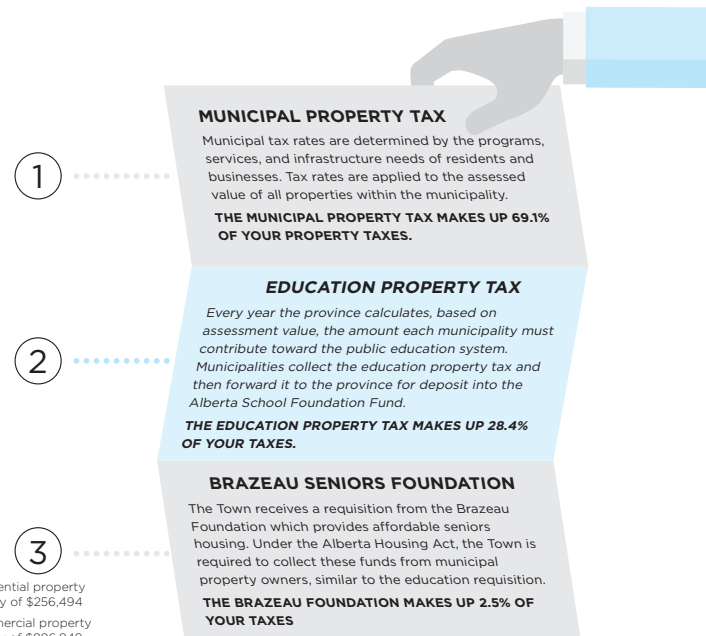 MUNICIPAL PROPERTY TAX
Municipal tax rates are determined by the programs,
services, and infrastructure needs of residents and
businesses. Tax rates are applied to the assessed
value of all properties within the municipality.
THE MUNICIPAL PROPERTY TAX MAKES UP 69.1%
OF YOUR PROPERTY TAXES.
1
EDUCATION PROPERTY TAX
Every year the province calculates, based on
assessment value, the amount each municipality must
contribute toward the public education system.
Municipalities collect the education property tax and
then forward it to the province for deposit into the
Alberta School Foundation Fund.
THE EDUCATION PROPERTY TAX MAKES UP 28.4%
OF YOUR TAXES.
2
BRAZEAU SENIORS FOUNDATION
The Town receives a requisition from the Brazeau
Foundation which provides affordable seniors
housing. Under the Alberta Housing Act, the Town is
required to collect these funds from municipal
property owners, similar to the education requisition.
THE BRAZEAU FOUNDATION MAKES UP 2.5% OF
YOUR TAXES
3
property
of $256,494
property